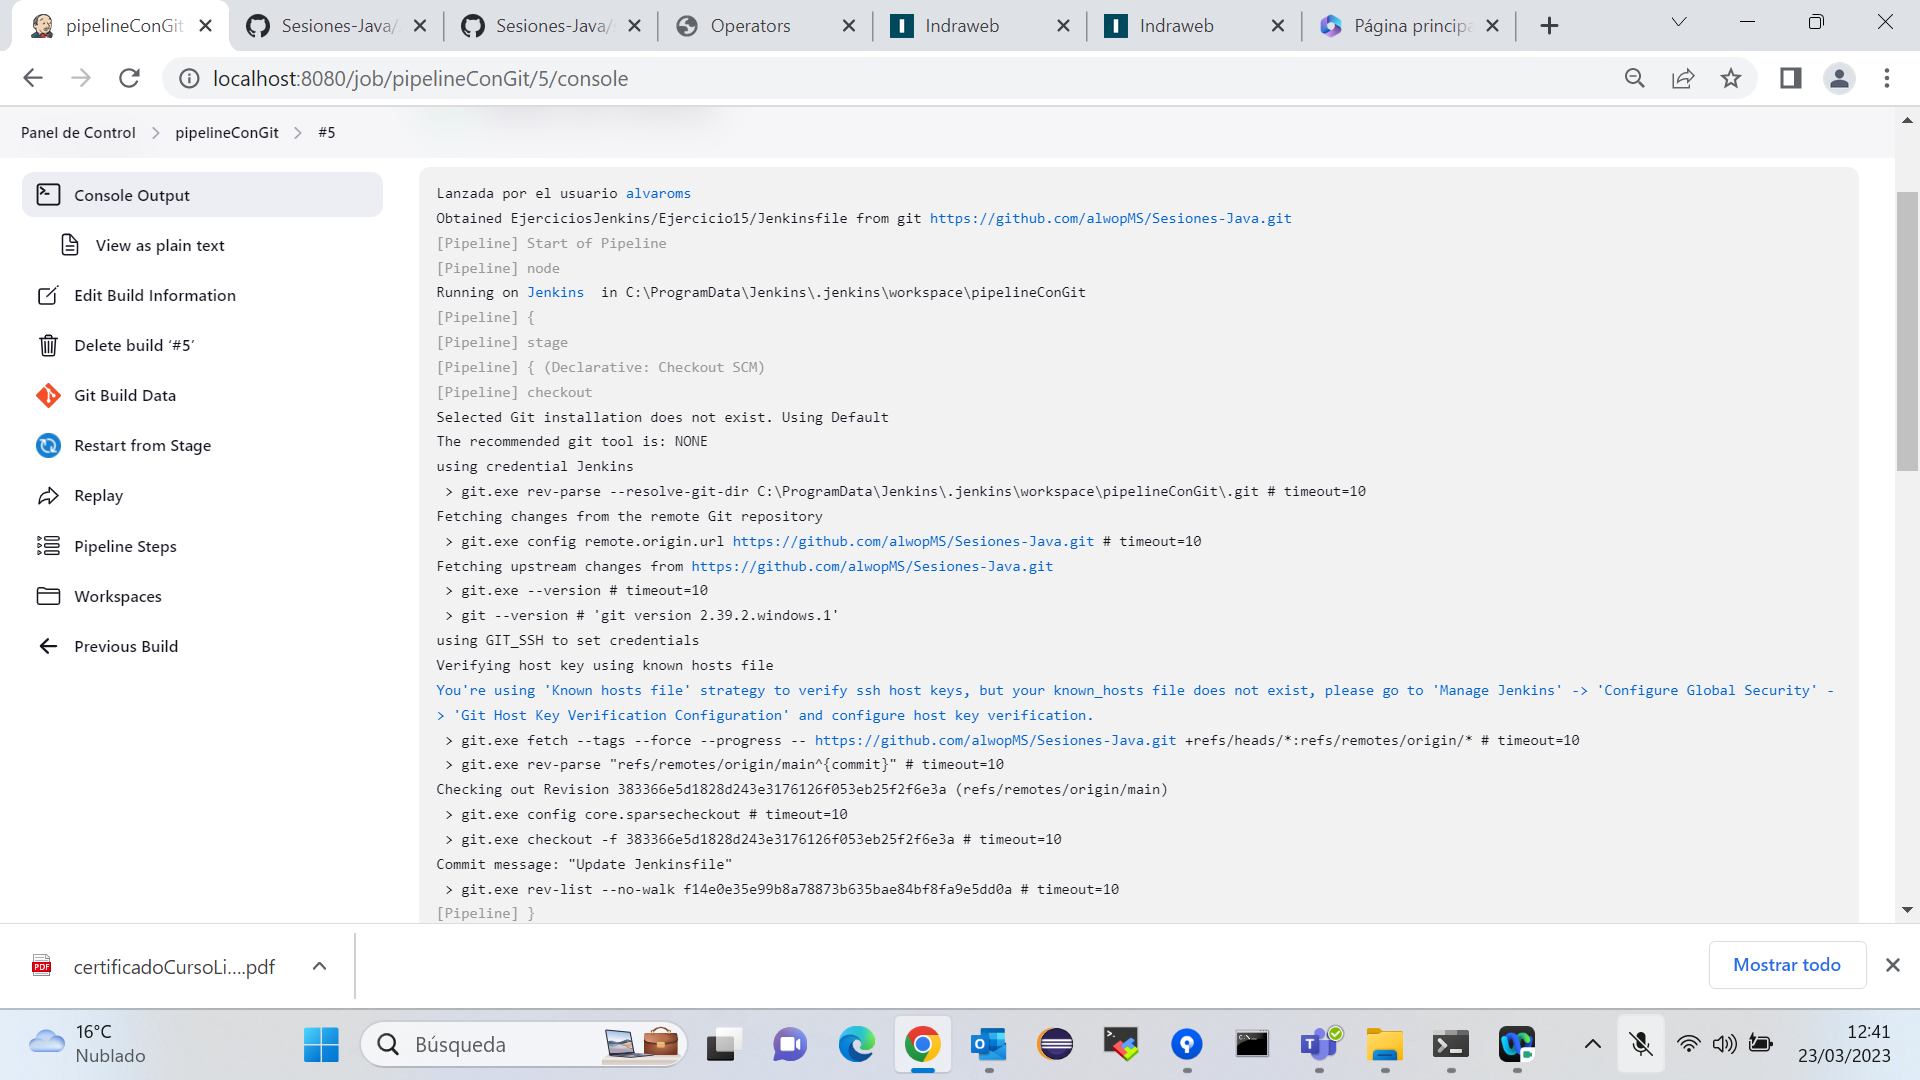 pipelineConGit
Sesiones-Java/
Sesiones-Java/
Operators
Indraweb
Indraweb
Página principa
localhost:8080/job/pipelineConGit/5/console
Panel de Control
pipelineConGit
#5
Console Output
View as plain text
Edit Build Information
Delete build ‘#5’
Git Build Data
Restart from Stage
Replay
Pipeline Steps
Workspaces
Previous Build
Lanzada por el usuario alvaroms
Obtained EjerciciosJenkins/Ejercicio15/Jenkinsfile from git https://github.com/alwopMS/Sesiones-Java.git
[Pipeline] Start of Pipeline
[Pipeline] node
Running on Jenkins in C:\ProgramData\Jenkins\.jenkins\workspace\pipelineConGit
[Pipeline] {
[Pipeline] stage
[Pipeline] { (Declarative: Checkout SCM)
[Pipeline] checkout
Selected Git installation does not exist. Using Default
The recommended git tool is: NONE
using credential Jenkins
> git.exe rev-parse --resolve-git-dir C:\ProgramData\Jenkins\.jenkins\workspace\pipelineConGit\.git # timeout=10
Fetching changes from the remote Git repository
> git.exe config remote.origin.url https://github.com/alwopMS/Sesiones-Java.git # timeout=10
Fetching upstream changes from https://github.com/alwopMS/Sesiones-Java.git
> git.exe --version # timeout=10
> git --version # 'git version 2.39.2.windows.1'
using GIT_SSH to set credentials
Verifying host key using known hosts file
You're using 'Known hosts file' strategy to verify ssh host keys, but your known_hosts file does not exist, please go to 'Manage Jenkins' -> 'Configure Global Security' -
> 'Git Host Key Verification Configuration' and configure host key verification.
> git.exe fetch --tags --force --progress -- https://github.com/alwopMS/Sesiones-Java.git +refs/heads/*:refs/remotes/origin/* # timeout=10
> git.exe rev-parse "refs/remotes/origin/main^{commit}" # timeout=10
Checking out Revision 383366e5d1828d243e3176126f053eb25f2f6e3a (refs/remotes/origin/main)
> git.exe config core.sparsecheckout # timeout=10
> git.exe checkout -f 383366e5d1828d243e3176126f053eb25f2f6e3a # timeout=10
Commit message: "Update Jenkinsfile"
> git.exe rev-list --no-walk f14e0e35e99b8a78873b635bae84bf8fa9e5dd0a # timeout=10
[Pipeline] }
certificadoCursoLi....pdf
Mostrar todo
16°C
Nublado
Búsqueda
12:41
23/03/2023